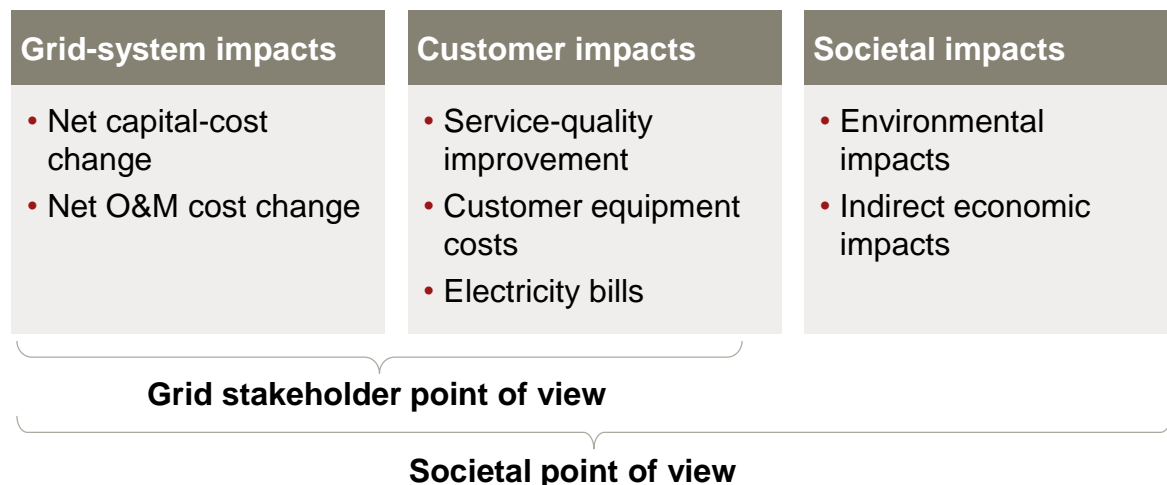 Grid-system impacts
• Net capital-cost
change
• Net O&M cost change
Customer impacts
• Service-quality
improvement
• Customer equipment
costs
• Electricity bills
Societal impacts
• Environmental
impacts
• Indirect economic
impacts
Grid stakeholder point of view
Societal point of view